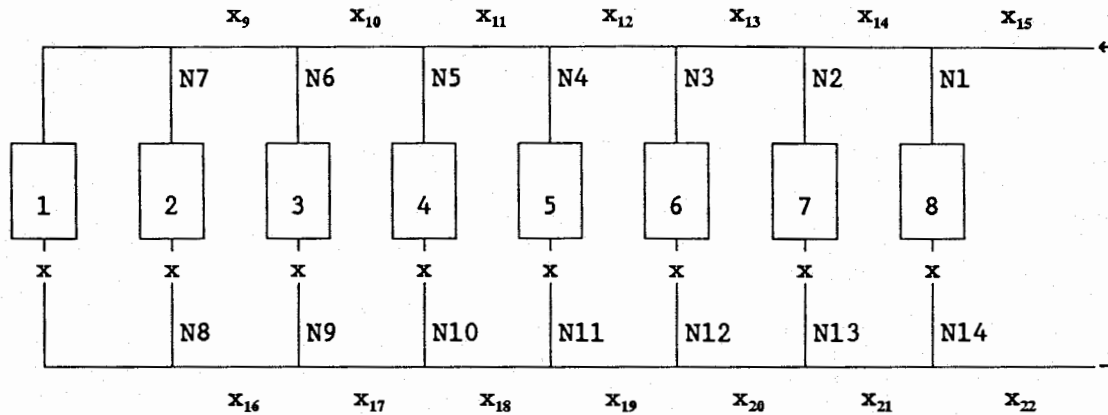 x₉ x₁₀ x₁₁ x₁₂ x₁₃ x₁₄ x₁₅
N7 N6 N5 N4 N3 N2 N1
1 2 3 4 5 6 7 8
x x x x x x x x
N8 N9 N10 N11 N12 N13 N14
x₁₆ x₁₇ x₁₈ x₁₉ x₂₀ x₂₁ x₂₂